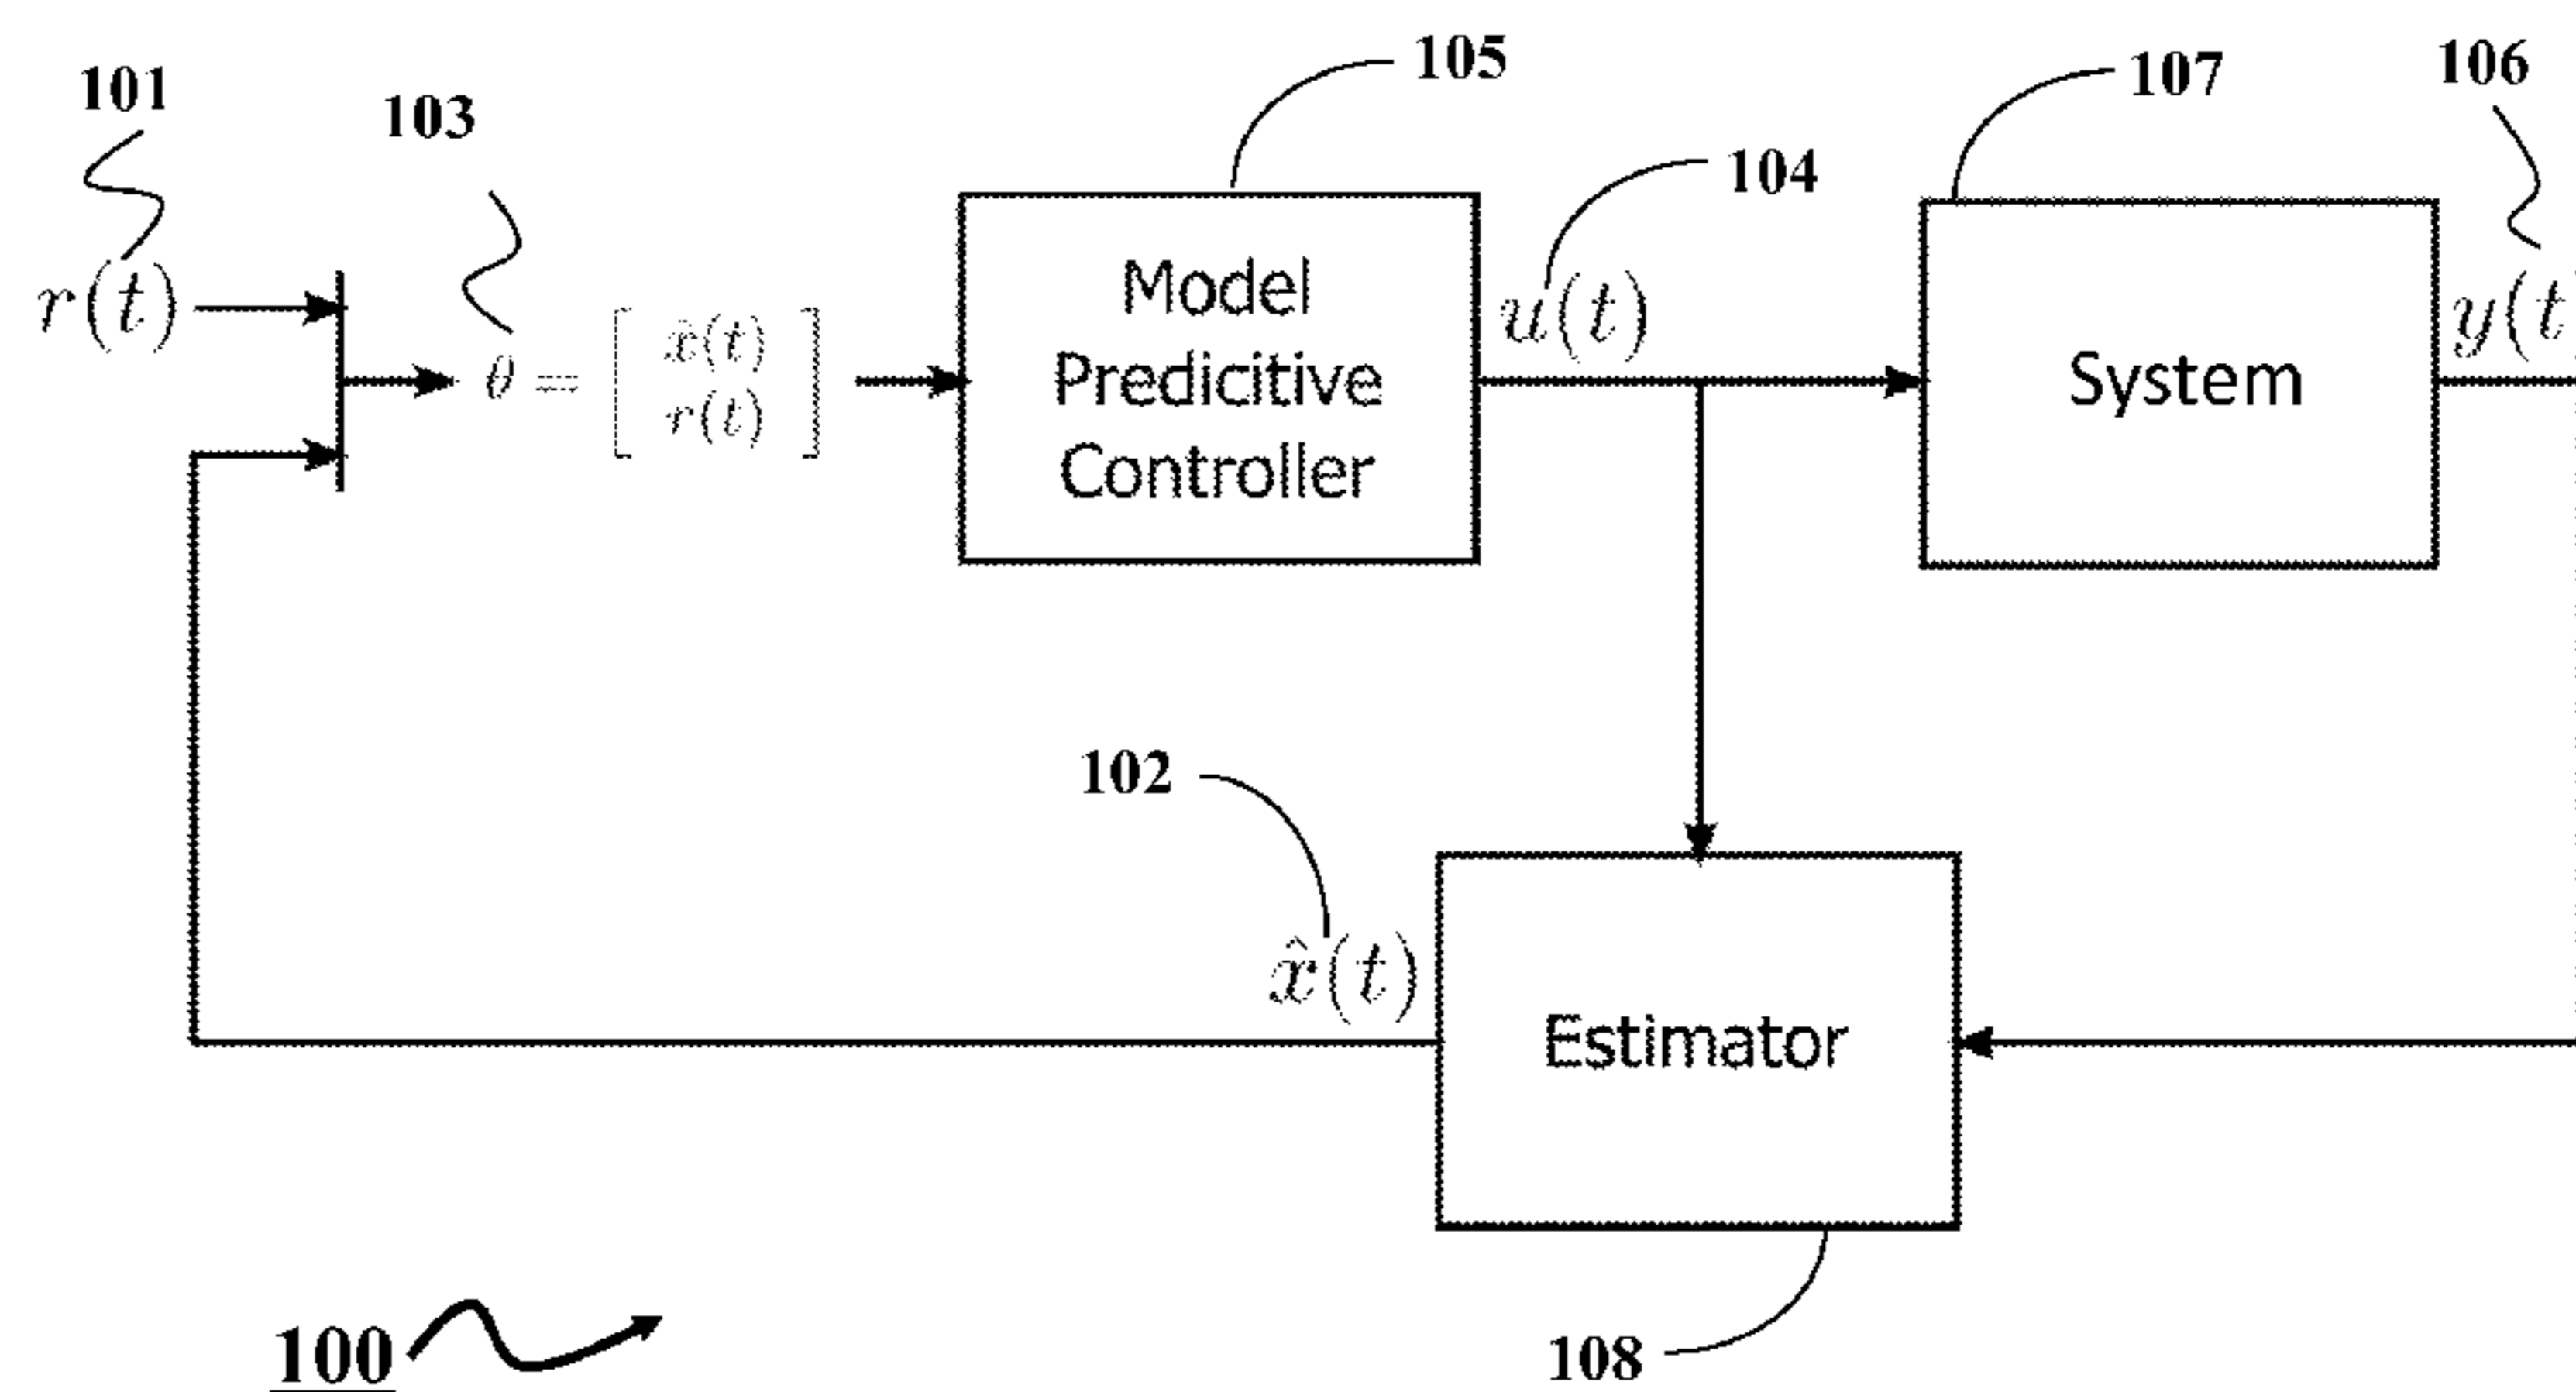 101
103
105
104
107
106
r(t)
θ = [ x̂(t)
r(t) ]
Model
Predicitive
Controller
u(t)
System
y(t
102
x̂(t)
Estimator
100
108